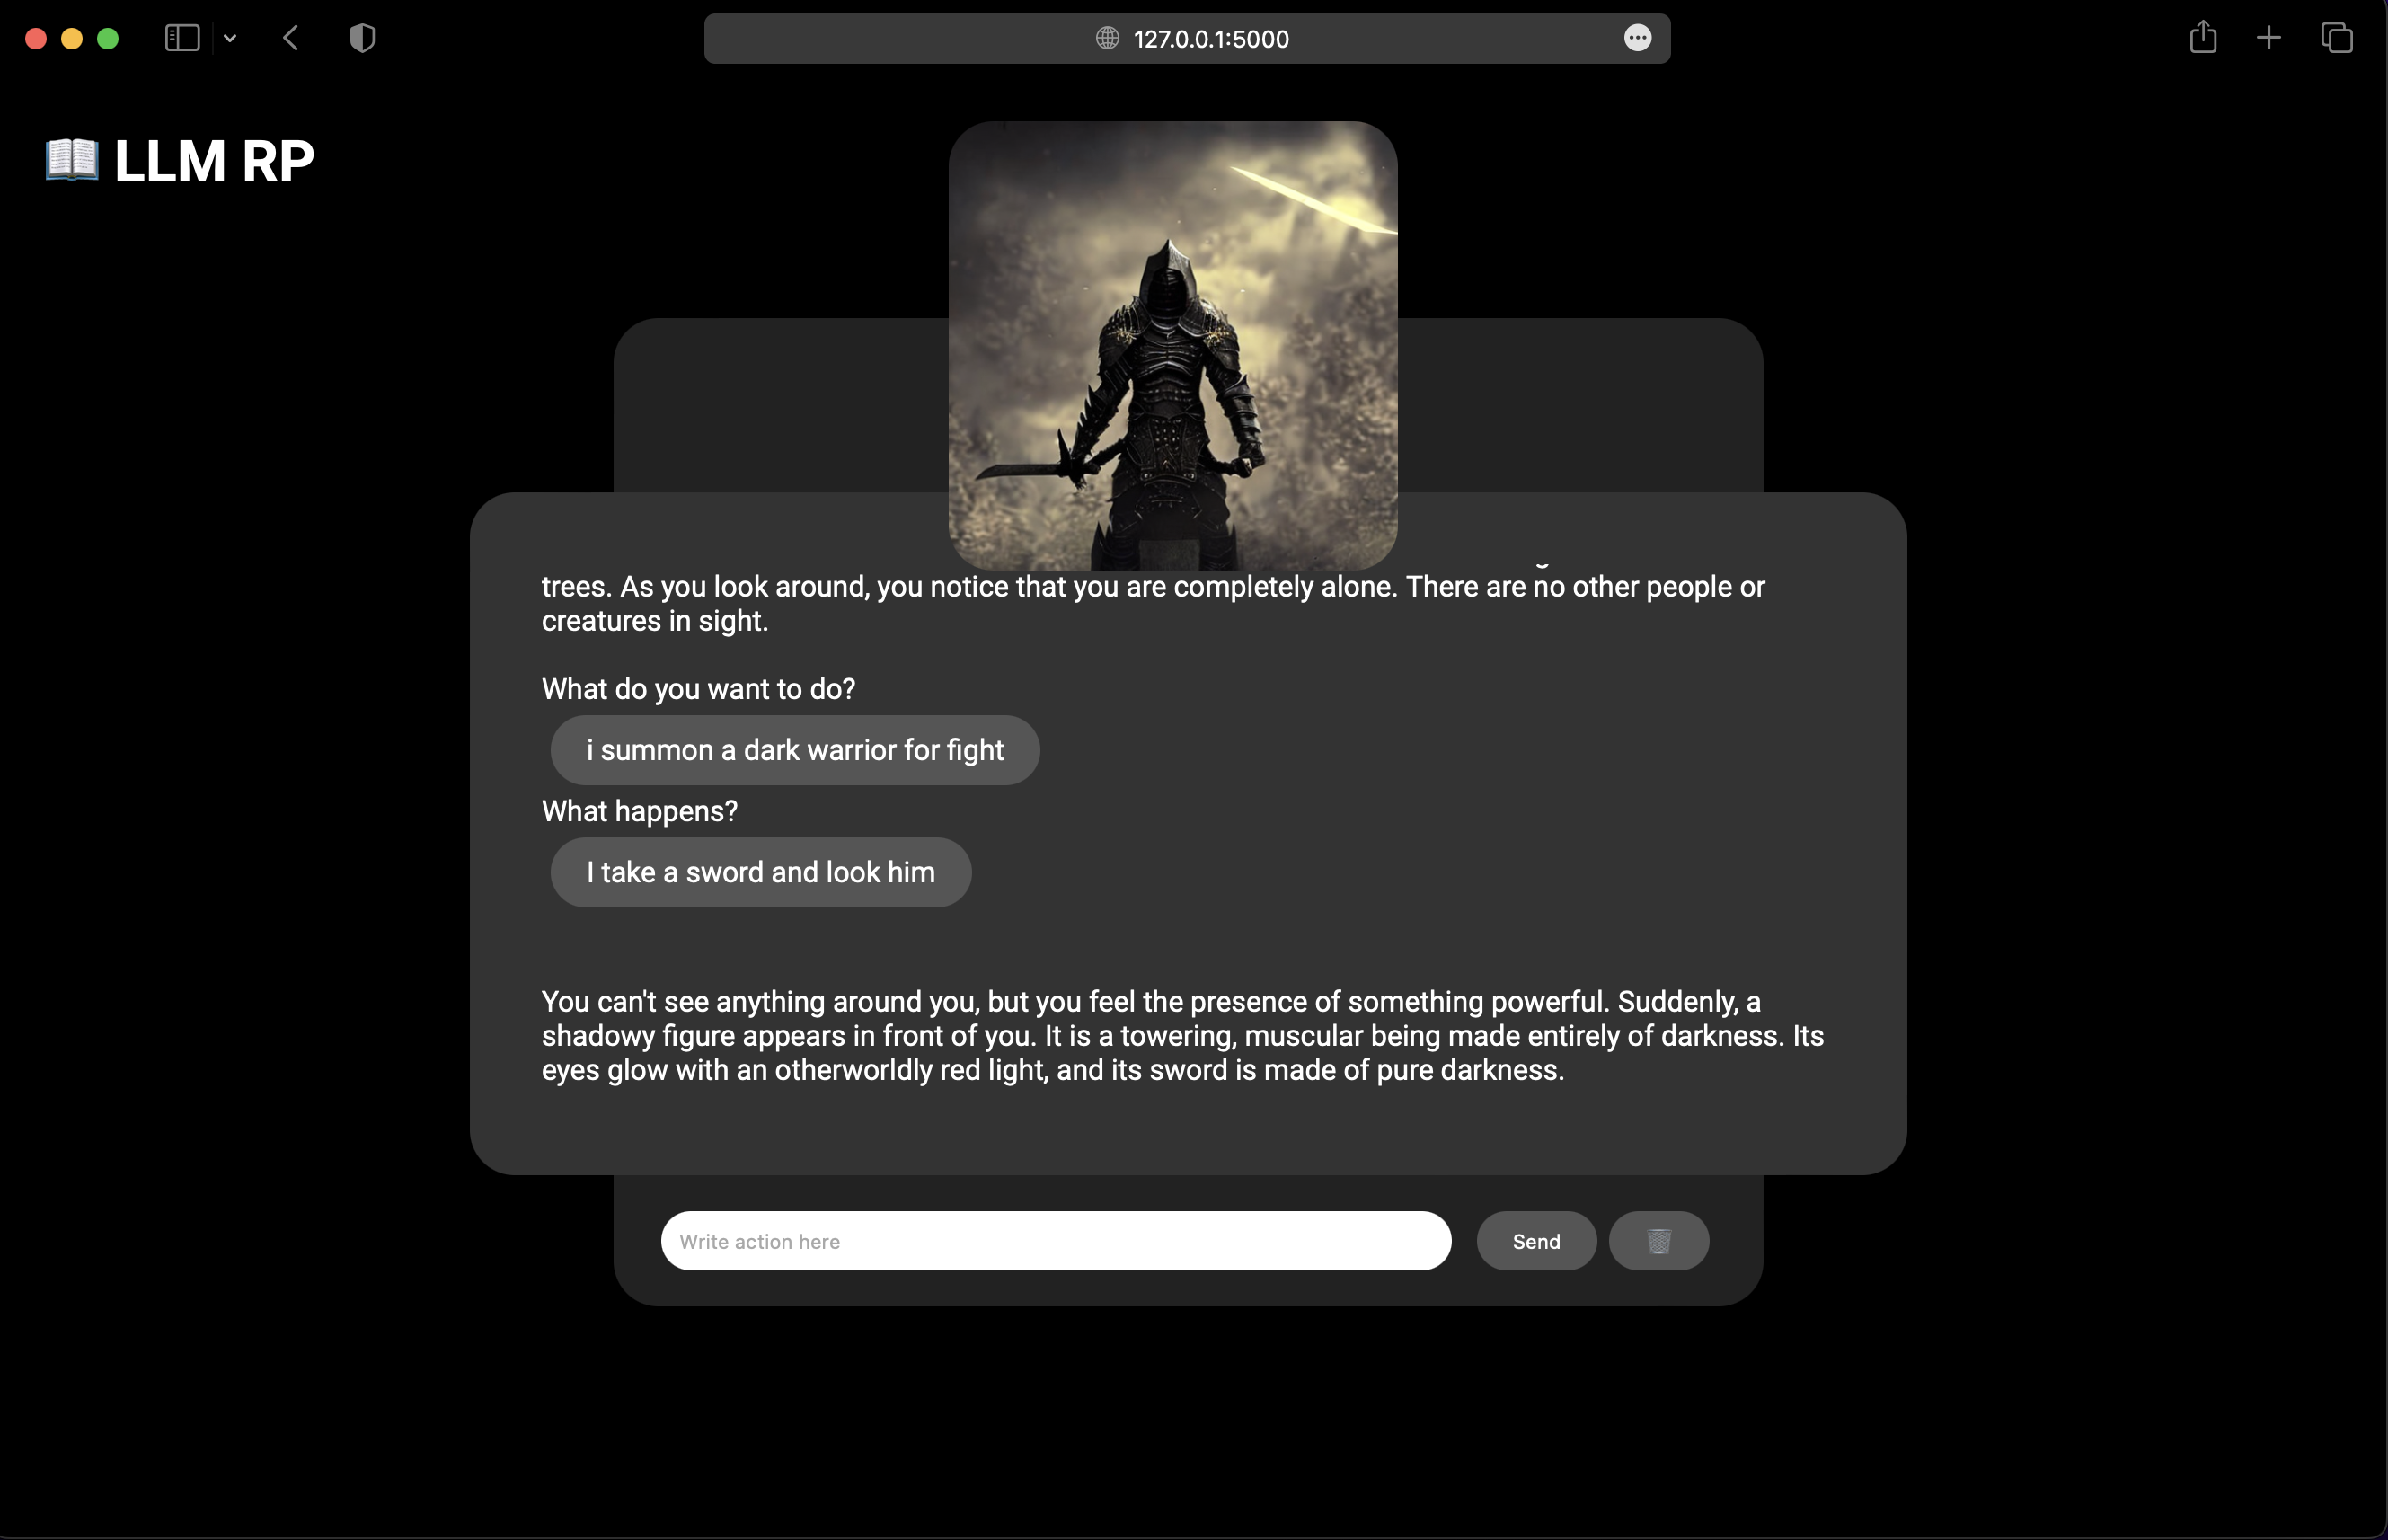 127.0.0.1:5000
LLM RP
trees. As you look around, you notice that you are completely alone. There are no other people or
creatures in sight.
What do you want to do?
i summon a dark warrior for fight
What happens?
I take a sword and look him
You can't see anything around you, but you feel the presence of something powerful. Suddenly, a
shadowy figure appears in front of you. It is a towering, muscular being made entirely of darkness. Its
eyes glow with an otherworldly red light, and its sword is made of pure darkness.
Write action here
Send